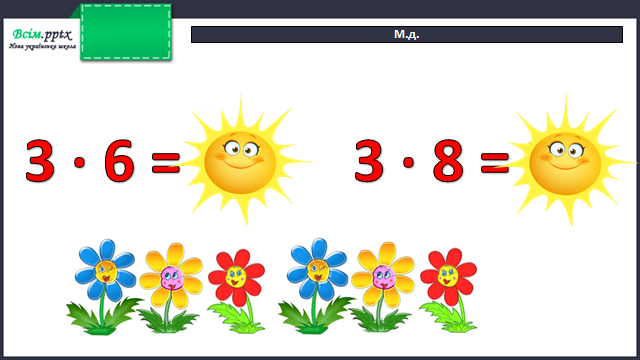 Всім.pptx
Нова українська школа
М.д.
3 · 6 =
3 · 8 =